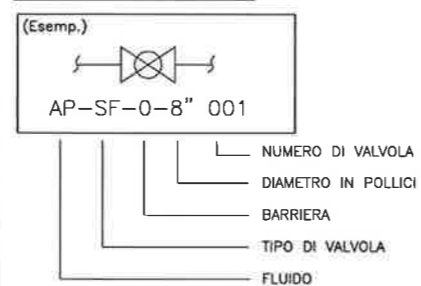 (Esemp.)
AP-SF-0-8" 001
NUMERO DI VALVOLA
DIAMETRO IN POLLICI
BARRIERA
TIPO DI VALVOLA
FLUIDO